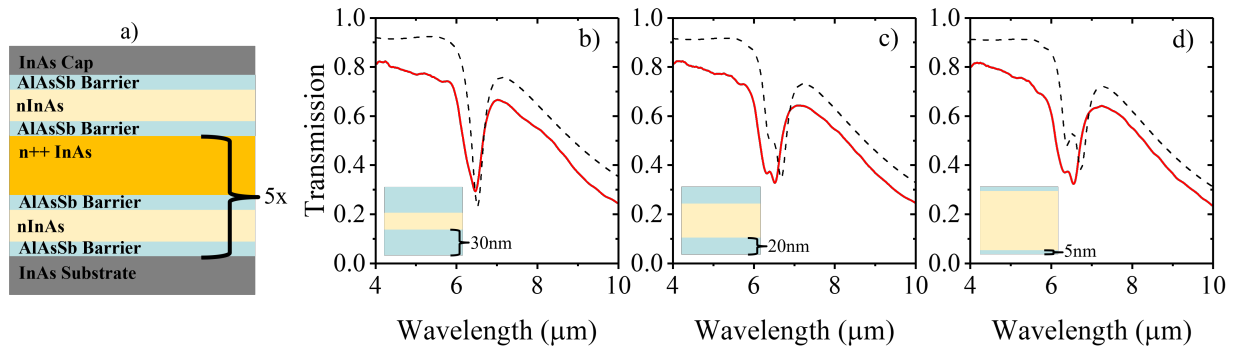 a)
InAs Cap
AlAsSb Barrier
nInAs
AlAsSb Barrier
n++ InAs
5x
AlAsSb Barrier
nInAs
AlAsSb Barrier
InAs Substrate
Transmission
1.0
0.8
0.6
0.4
0.2
0.0
b)
30nm
4 6 8 10
Wavelength (μm)
1.0
0.8
0.6
0.4
0.2
0.0
c)
20nm
4 6 8 10
Wavelength (μm)
1.0
0.8
0.6
0.4
0.2
0.0
d)
5nm
4 6 8 10
Wavelength (μm)